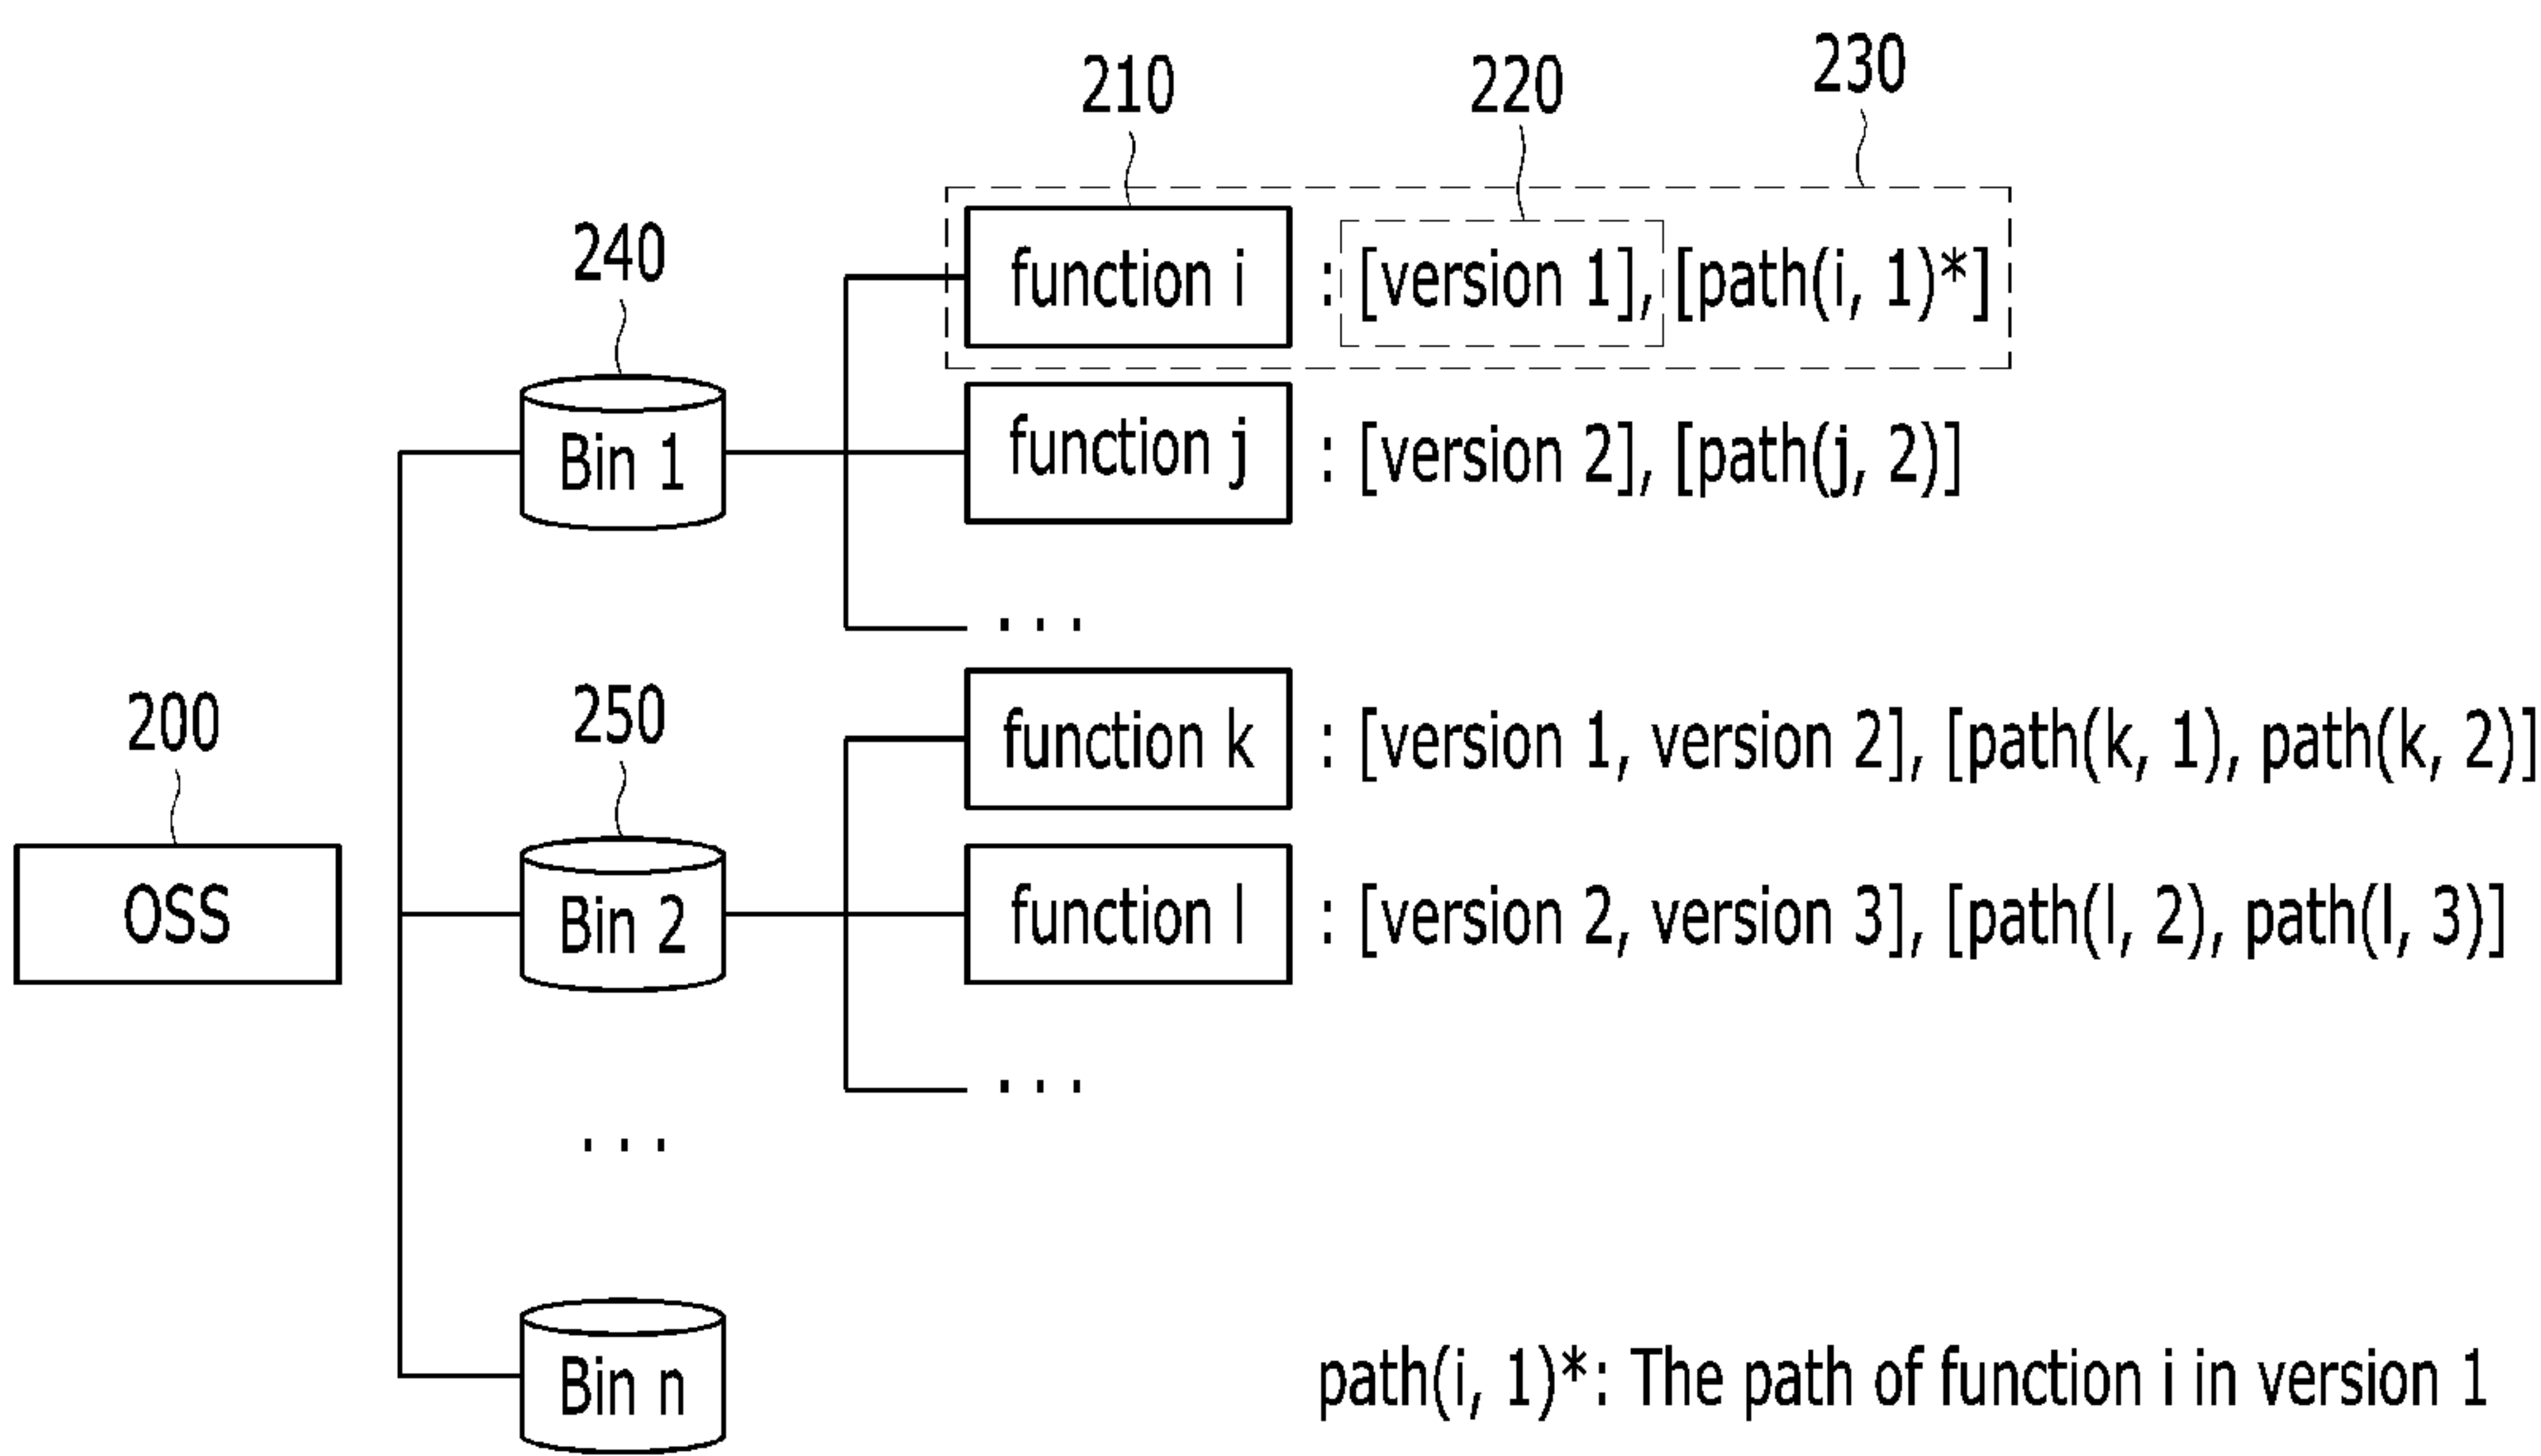 230
210
220
function i : [version 1], [path(i, 1)*]
240
Bin 1
function j : [version 2], [path(j, 2)]
. . .
function k : [version 1, version 2], [path(k, 1), path(k, 2)]
200
250
OSS
Bin 2
function l : [version 2, version 3], [path(l, 2), path(l, 3)]
. . .
. . .
Bin n
path(i, 1)*: The path of function i in version 1